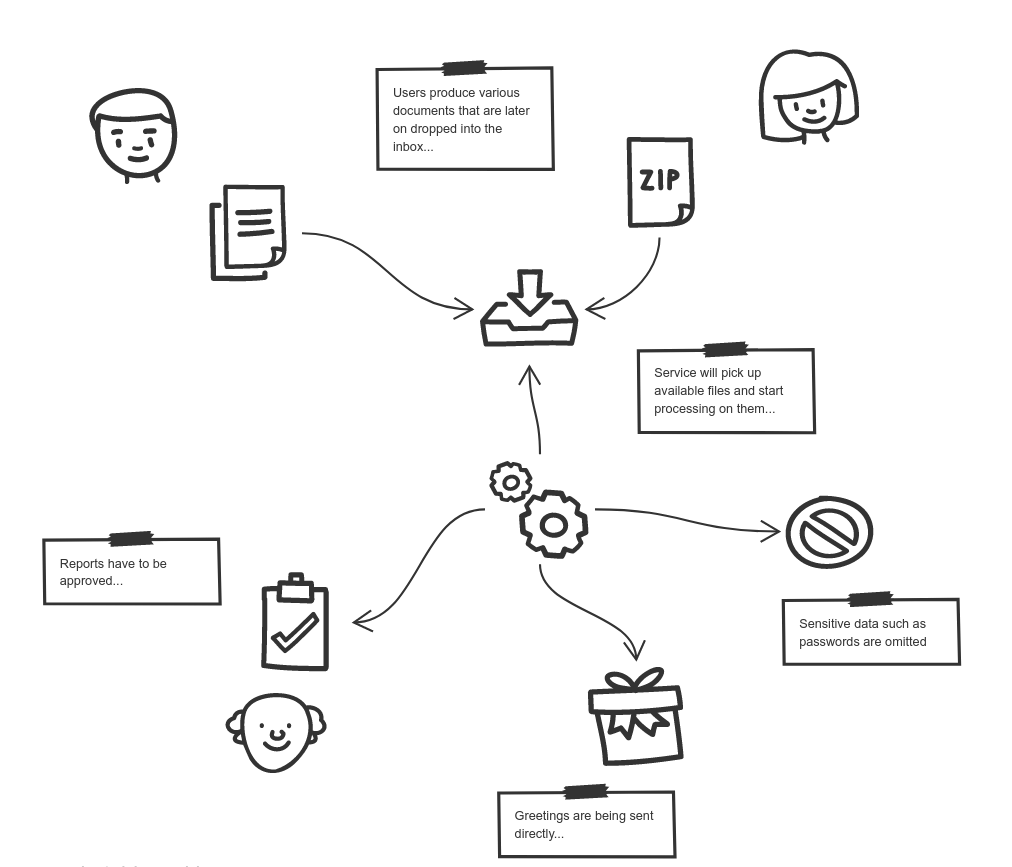 Users produce various
documents that are later
on dropped into the
inbox...
ZIP
Service will pick up
available files and start
processing on them...
Reports have to be
approved...
Sensitive data such as
passwords are omitted
Greetings are being sent
directly...